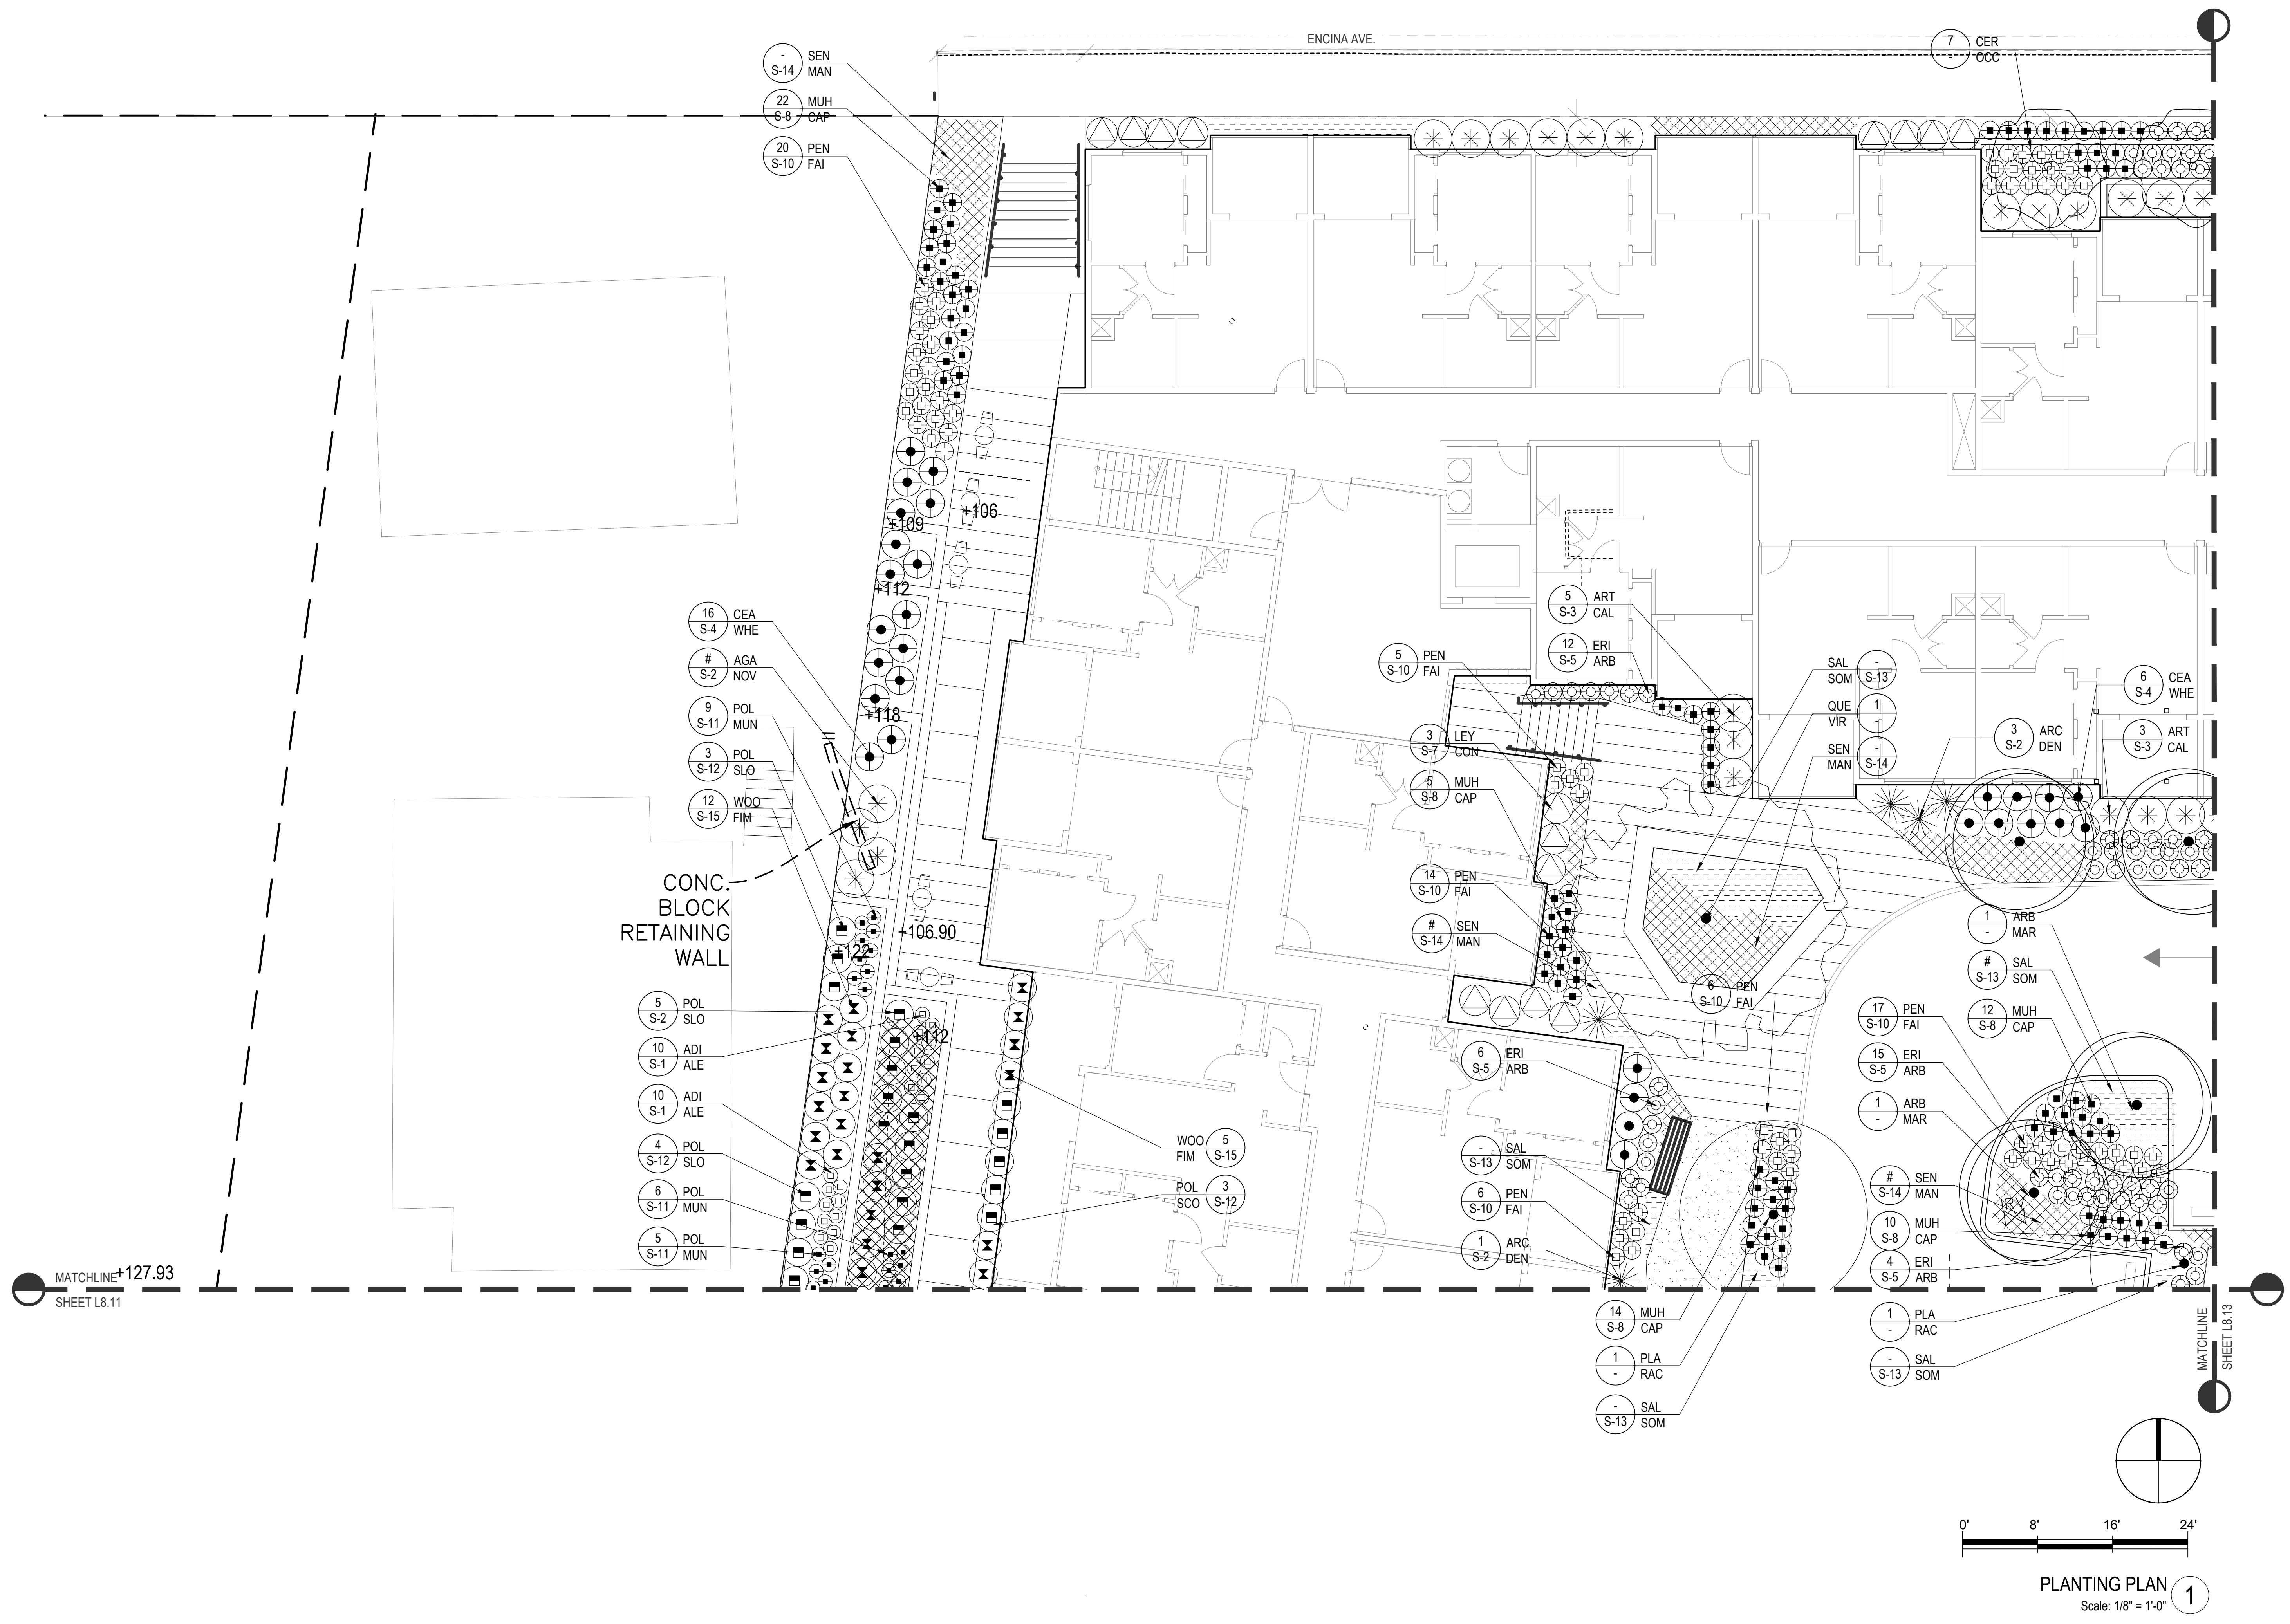 ENCINA AVE.
-
S-14
SEN
MAN
22
S-8
MUH
CAP
20
S-10
PEN
FAI
7
-
CER
OCC
+106
+109
+112
+118
16
S-4
CEA
WHE
#
S-2
AGA
NOV
9
S-11
POL
MUN
3
S-12
POL
SLO
12
S-15
WOO
FIM
CONC.
BLOCK
RETAINING
WALL
+122
+106.90
+112
5
S-2
POL
SLO
10
S-1
ADI
ALE
10
S-1
ADI
ALE
4
S-12
POL
SLO
6
S-11
POL
MUN
5
S-11
POL
MUN
WOO
FIM
5
S-15
POL
SCO
3
S-12
5
S-3
ART
CAL
12
S-5
ERI
ARB
5
S-10
PEN
FAI
3
S-7
LEY
CON
5
S-8
MUH
CAP
14
S-10
PEN
FAI
#
S-14
SEN
MAN
SAL
SOM
-
S-13
QUE
VIR
1
-
SEN
MAN
-
S-14
6
S-4
CEA
WHE
3
S-2
ARC
DEN
3
S-3
ART
CAL
6
S-10
PEN
FAI
6
S-5
ERI
ARB
-
S-13
SAL
SOM
6
S-10
PEN
FAI
1
S-2
ARC
DEN
1
-
ARB
MAR
#
S-13
SAL
SOM
12
S-8
MUH
CAP
17
S-10
PEN
FAI
15
S-5
ERI
ARB
1
-
ARB
MAR
#
S-14
SEN
MAN
10
S-8
MUH
CAP
4
S-5
ERI
ARB
1
-
PLA
RAC
-
S-13
SAL
SOM
14
S-8
MUH
CAP
1
-
PLA
RAC
-
S-13
SAL
SOM
MATCHLINE
+127.93
SHEET L8.11
MATCHLINE
SHEET L8.13
0' 8' 16' 24'
PLANTING PLAN
1
Scale: 1/8" = 1'-0"